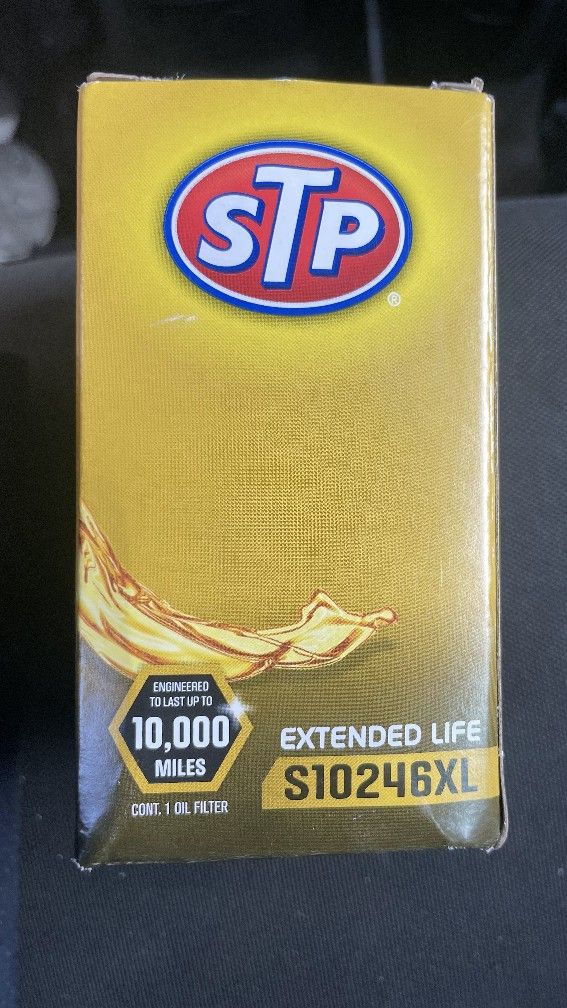 STP
®
ENGINEERED
TO LAST UP TO
10,000
MILES
CONT. 1 OIL FILTER
EXTENDED LIFE
S10246XL